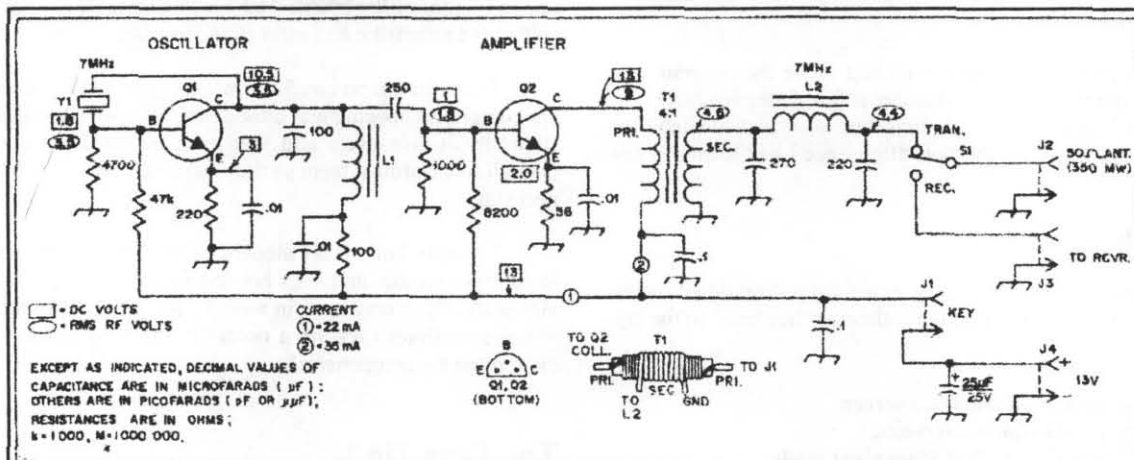 OSCILLATOR
AMPLIFIER
7MHz
Y1
Q1
C
B
E
10.5
5.6
1.8
5.5
3
4700
47k
220
.01
100
L1
.01
100
250
1
1.8
1000
8200
Q2
C
B
E
2.0
56
.01
13
9
T1
4:1
PRI.
SEC.
4.6
.1
2
7MHz
L2
4.4
270
220
TRAN.
S1
REC.
J2
50Ω ANT.
(350 MW)
TO RCVR.
J3
13
1
J1
KEY
.1
J4
25µF
25V
13V
= DC VOLTS
= RMS RF VOLTS
CURRENT
1 = 22 mA
2 = 36 mA
EXCEPT AS INDICATED, DECIMAL VALUES OF
CAPACITANCE ARE IN MICROFARADS ( µF ) ;
OTHERS ARE IN PICOFARADS ( pF OR µµF);
RESISTANCES ARE IN OHMS ;
k=1000, M=1000 000.
B
E
C
Q1, Q2
(BOTTOM)
TO Q2
COLL.
T1
PRI.
SEC
TO
L2
GND
PRI.
TO J1